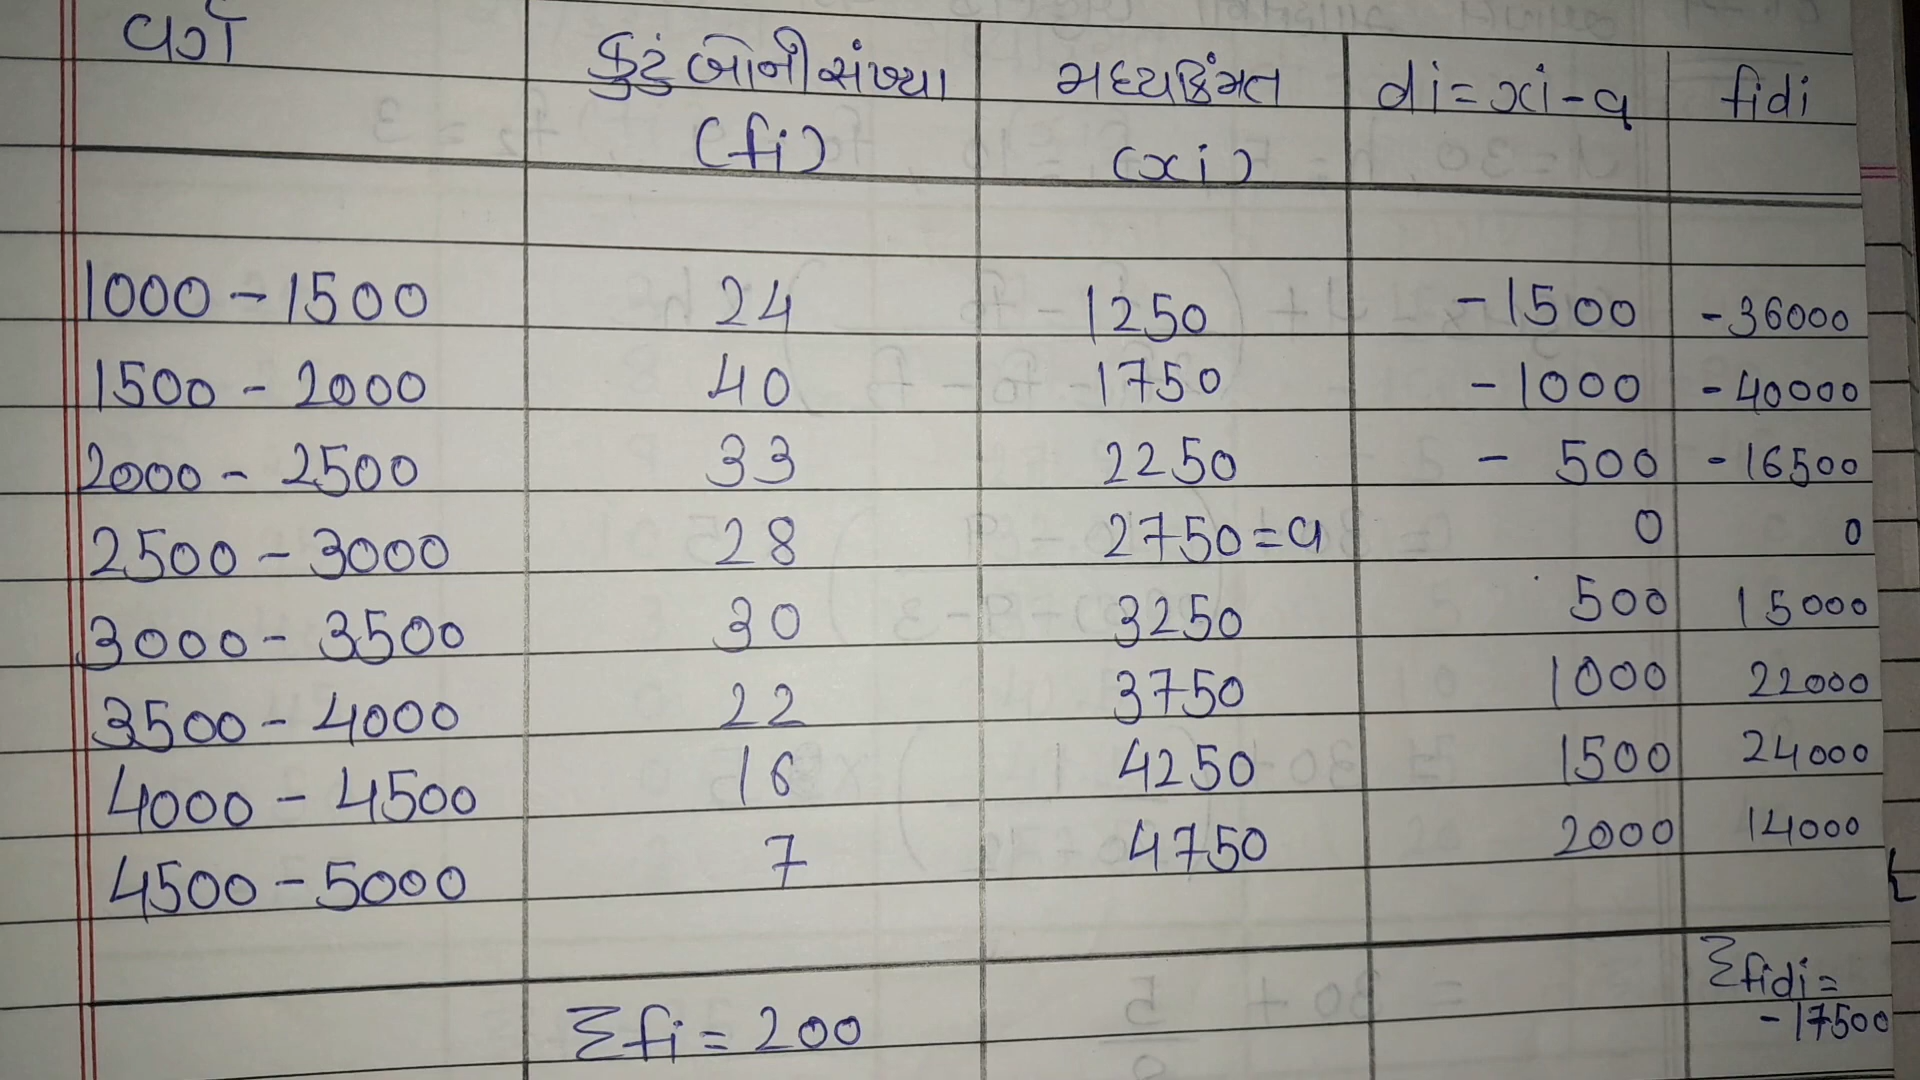 વર્ગ કુટુંબોની સંખ્યા મધ્યકિંમત di=xi-a fidi
(fi) (xi)
1000-1500 24 1250 -1500 -36000
1500-2000 40 1750 -1000 -40000
2000-2500 33 2250 -500 -16500
2500-3000 28 2750=a 0 0
3000-3500 30 3250 500 15000
3500-4000 22 3750 1000 22000
4000-4500 16 4250 1500 24000
4500-5000 7 4750 2000 14000
Σfi=200 Σfidi=
-17500